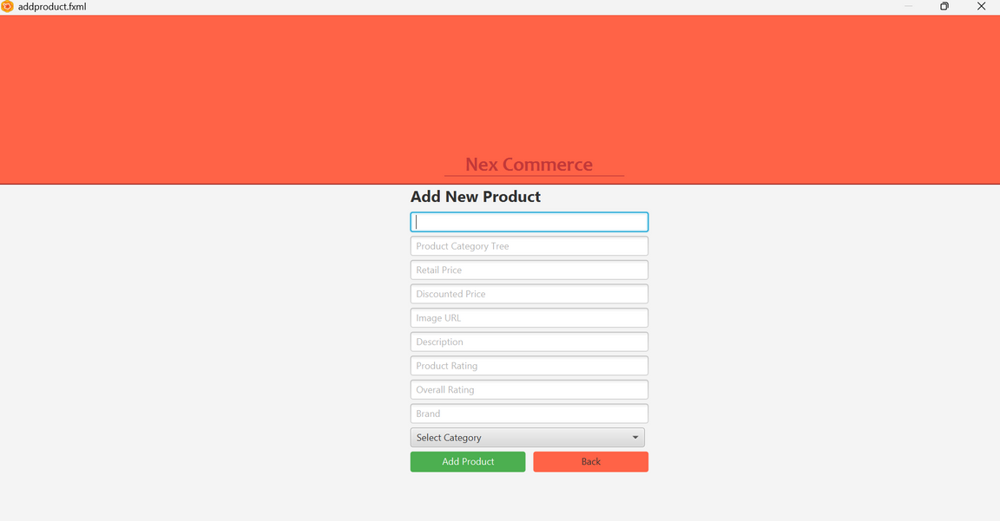 addproduct.fxml
Nex Commerce
Add New Product
Product Category Tree
Retail Price
Discounted Price
Image URL
Description
Product Rating
Overall Rating
Brand
Select Category
Add Product
Back